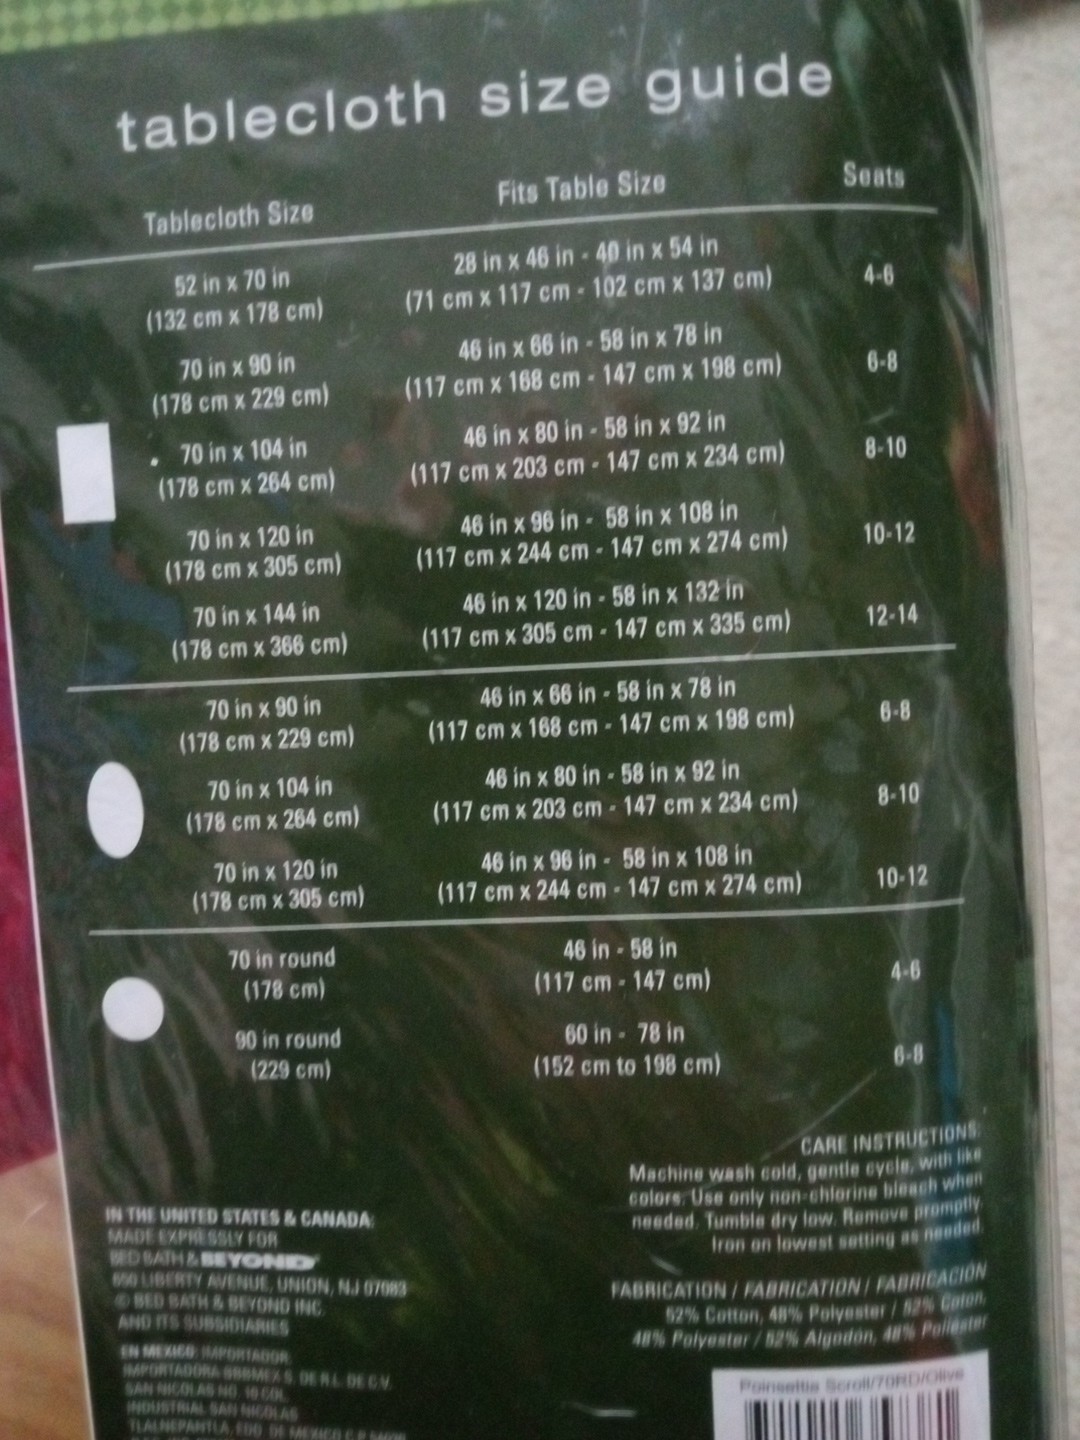 tablecloth size guide
Tablecloth Size Fits Table Size Seats
52 in x 70 in 28 in x 46 in - 40 in x 54 in 4-6
(132 cm x 178 cm) (71 cm x 117 cm - 102 cm x 137 cm)
70 in x 90 in 46 in x 66 in - 58 in x 78 in 6-8
(178 cm x 229 cm) (117 cm x 168 cm - 147 cm x 198 cm)
70 in x 104 in 46 in x 80 in - 58 in x 92 in 8-10
(178 cm x 264 cm) (117 cm x 203 cm - 147 cm x 234 cm)
70 in x 120 in 46 in x 96 in - 58 in x 108 in 10-12
(178 cm x 305 cm) (117 cm x 244 cm - 147 cm x 274 cm)
70 in x 144 in 46 in x 120 in - 58 in x 132 in 12-14
(178 cm x 366 cm) (117 cm x 305 cm - 147 cm x 335 cm)
70 in x 90 in 46 in x 66 in - 58 in x 78 in 6-8
(178 cm x 229 cm) (117 cm x 168 cm - 147 cm x 198 cm)
70 in x 104 in 46 in x 80 in - 58 in x 92 in 8-10
(178 cm x 264 cm) (117 cm x 203 cm - 147 cm x 234 cm)
70 in x 120 in 46 in x 96 in - 58 in x 108 in 10-12
(178 cm x 305 cm) (117 cm x 244 cm - 147 cm x 274 cm)
70 in round 46 in - 58 in 4-6
(178 cm) (117 cm - 147 cm)
90 in round 60 in - 78 in 6-8
(229 cm) (152 cm to 198 cm)
CARE INSTRUCTIONS:
Machine wash cold, gentle cycle, with like
colors. Use only non-chlorine bleach when
needed. Tumble dry low. Remove promptly.
Iron on lowest setting as needed.
FABRICATION / FABRICATION / FABRICACIÓN
52% Cotton, 48% Polyester / 52% Coton,
48% Polyester / 52% Algodón, 48% Poliéster
IN THE UNITED STATES & CANADA:
MADE EXPRESSLY FOR
BED BATH & BEYOND
650 LIBERTY AVENUE, UNION, NJ 07083
© BED BATH & BEYOND INC.
AND ITS SUBSIDIARIES
EN MEXICO: IMPORTADOR
IMPORTADORA BBBMEX S. DE R.L. DE C.V.
SAN NICOLAS NO. 16 COL.
INDUSTRIAL SAN NICOLAS
TLALNEPANTLA, EDO. DE MEXICO C.P.
Poinsettia Scroll/70RD/Olive